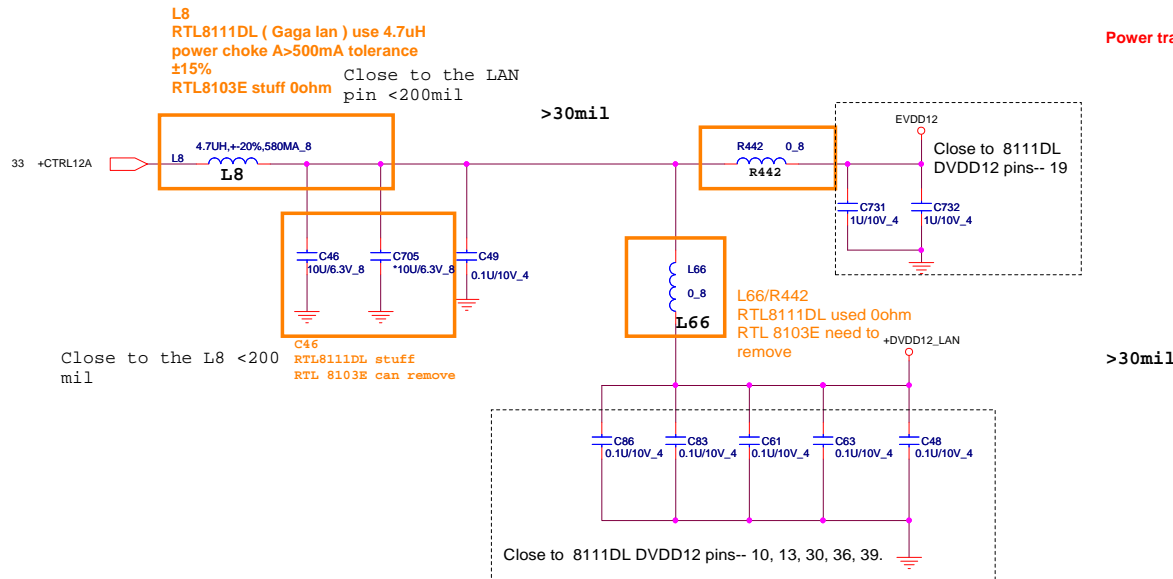 L8
RTL8111DL ( Gaga lan ) use 4.7uH
power choke A>500mA tolerance
±15%
RTL8103E stuff 0ohm
Close to the LAN
pin <200mil
>30mil
Power tra
33 +CTRL12A
L8
4.7UH,+-20%,580MA_8
L8
R442 0_8
R442
EVDD12
Close to 8111DL
DVDD12 pins-- 19
C731
1U/10V_4
C732
1U/10V_4
C46
10U/6.3V_8
C705
*10U/6.3V_8
C49
0.1U/10V_4
L66
0_8
L66
L66/R442
RTL8111DL used 0ohm
RTL 8103E need to
remove
C46
RTL8111DL stuff
RTL 8103E can remove
Close to the L8 <200
mil
+DVDD12_LAN
>30mil
C86
0.1U/10V_4
C83
0.1U/10V_4
C61
0.1U/10V_4
C63
0.1U/10V_4
C48
0.1U/10V_4
Close to 8111DL DVDD12 pins-- 10, 13, 30, 36, 39.